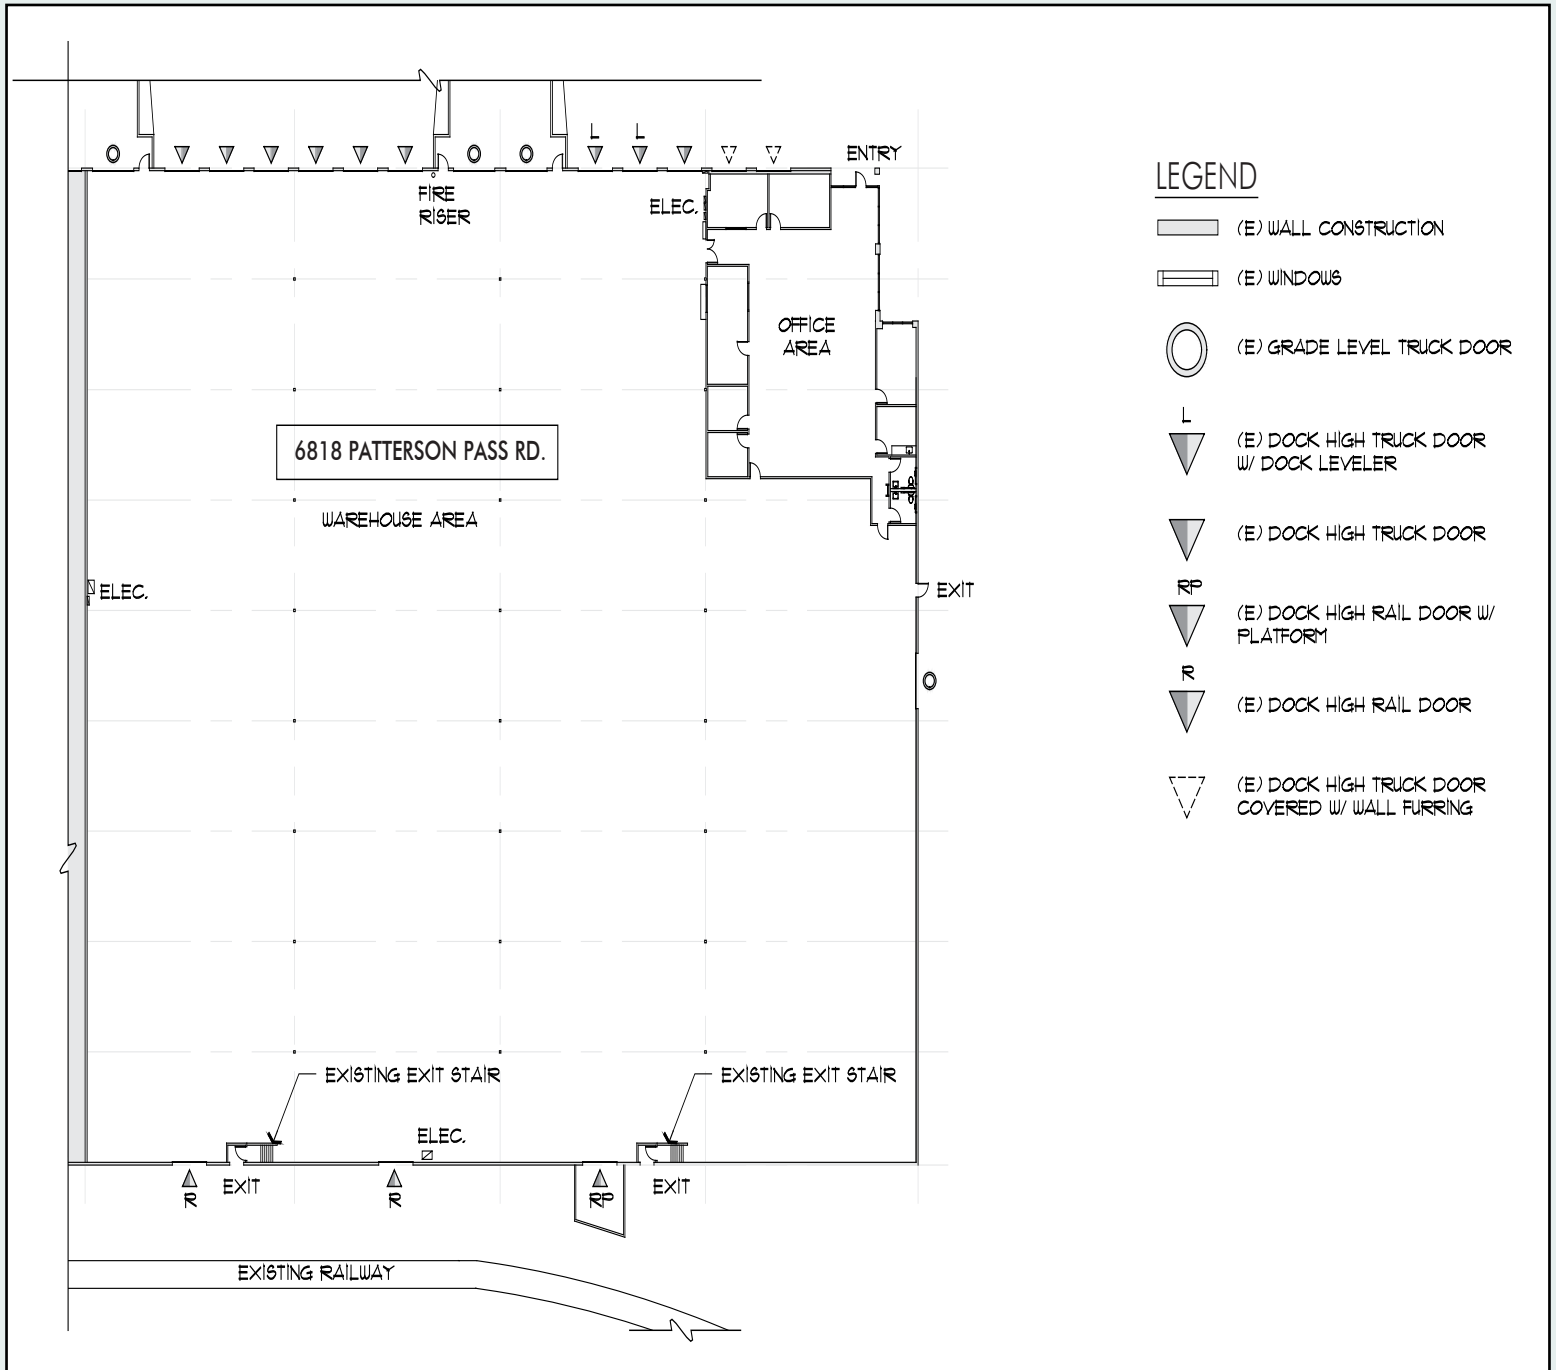 L
L
ENTRY
FIRE
RISER
ELEC.
OFFICE
AREA
6818 PATTERSON PASS RD.
WAREHOUSE AREA
ELEC.
EXIT
EXISTING EXIT STAIR
EXISTING EXIT STAIR
ELEC.
R
EXIT
R
RP
EXIT
EXISTING RAILWAY
LEGEND
(E) WALL CONSTRUCTION
(E) WINDOWS
(E) GRADE LEVEL TRUCK DOOR
L
(E) DOCK HIGH TRUCK DOOR
W/ DOCK LEVELER
(E) DOCK HIGH TRUCK DOOR
RP
(E) DOCK HIGH RAIL DOOR W/
PLATFORM
R
(E) DOCK HIGH RAIL DOOR
(E) DOCK HIGH TRUCK DOOR
COVERED W/ WALL FURRING